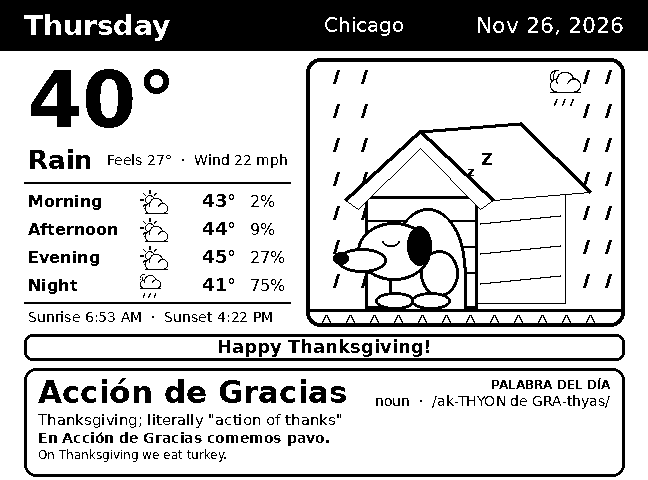 Thursday Chicago Nov 26, 2026
40°
Rain Feels 27° · Wind 22 mph
Morning 43° 2%
Afternoon 44° 9%
Evening 45° 27%
Night 41° 75%
Sunrise 6:53 AM · Sunset 4:22 PM
z Z
Happy Thanksgiving!
Acción de Gracias
PALABRA DEL DÍA
noun · /ak-THYON de GRA-thyas/
Thanksgiving; literally "action of thanks"
En Acción de Gracias comemos pavo.
On Thanksgiving we eat turkey.